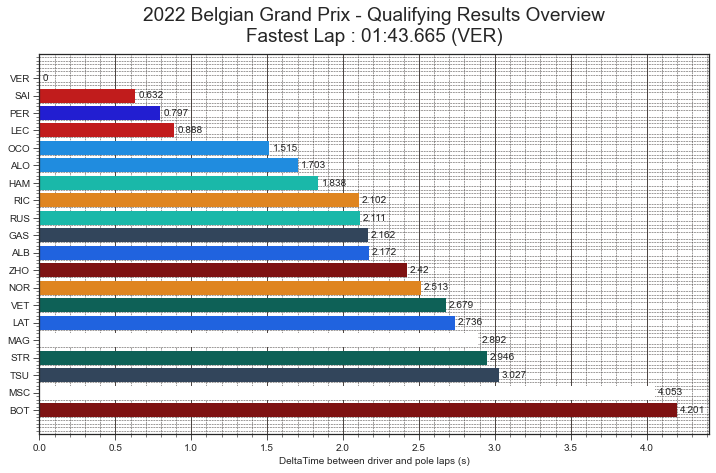 2022 Belgian Grand Prix - Qualifying Results Overview
Fastest Lap : 01:43.665 (VER)
VER 0
SAI 0.632
PER 0.797
LEC 0.888
OCO 1.515
ALO 1.703
HAM 1.838
RIC 2.102
RUS 2.111
GAS 2.162
ALB 2.172
ZHO 2.42
NOR 2.513
VET 2.679
LAT 2.736
MAG 2.892
STR 2.946
TSU 3.027
MSC 4.053
BOT 4.201
0.0 0.5 1.0 1.5 2.0 2.5 3.0 3.5 4.0
DeltaTime between driver and pole laps (s)